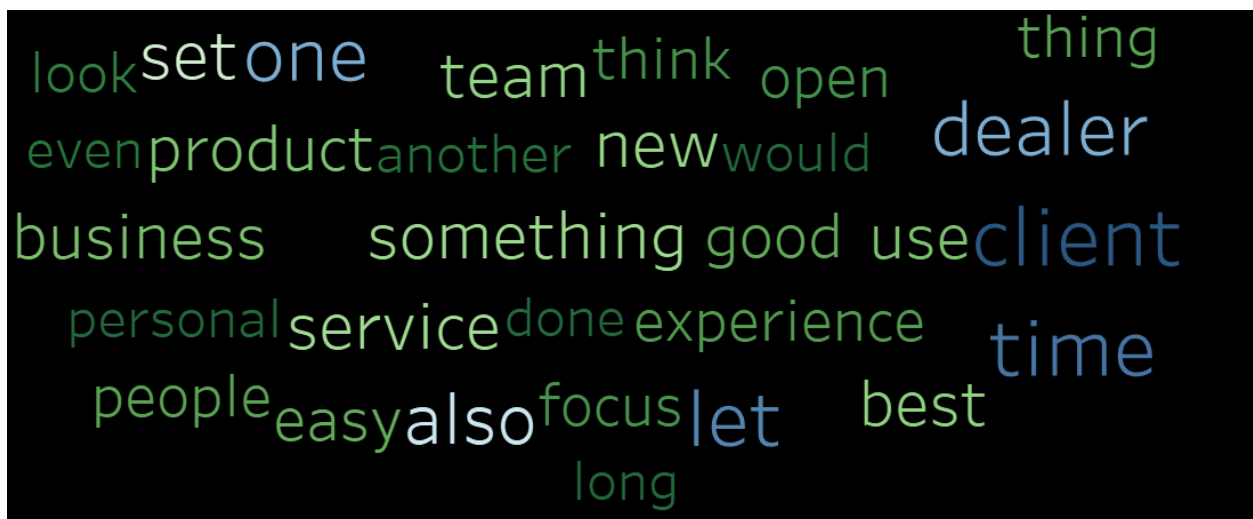 look set one team think open thing
even product another new would dealer
business something good use client
personal service done experience time
people easy also focus let best
long